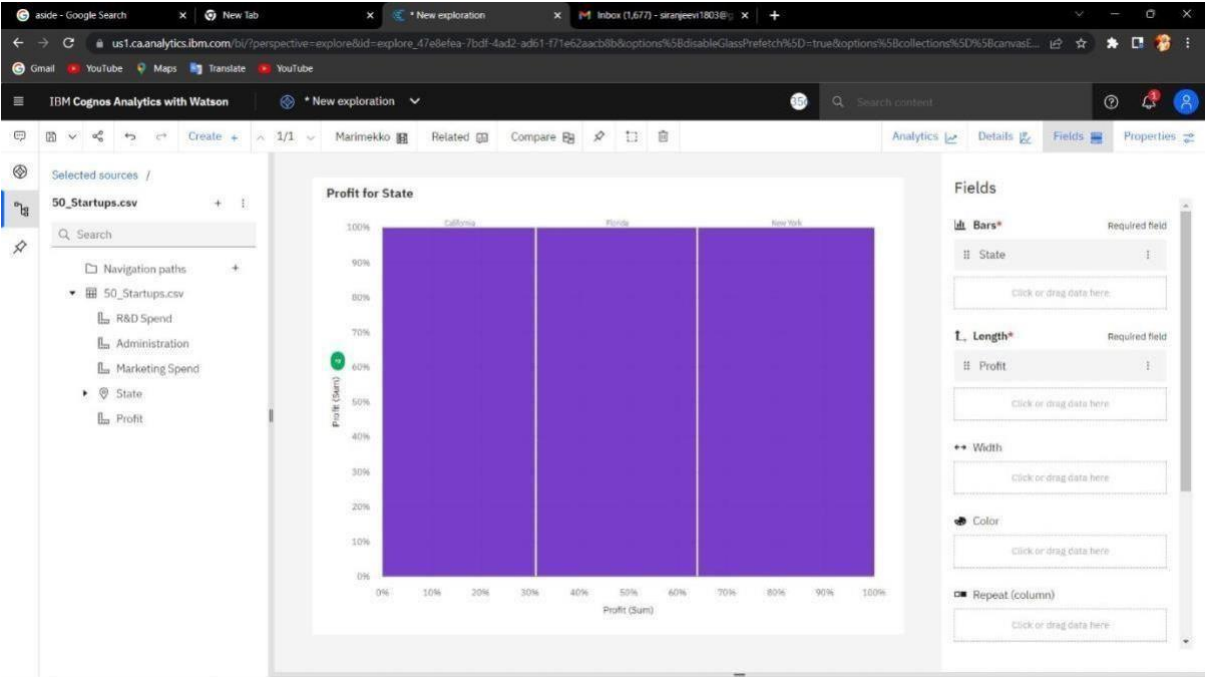 aside - Google Search
New Tab
* New exploration
Inbox (1,677) - siranjeevi1803@
us1.ca.analytics.ibm.com/bi/?perspective=explore&id=explore_47e8efea-7bdf-4ad2-ad61-f71e62aacb8b&options%5BdisableGlassPrefetch%5D=true&options%5Bcollections%5D%5BcanvasE...
Gmail YouTube Maps Translate YouTube
IBM Cognos Analytics with Watson
* New exploration
Search content
Create + 1/1 Marimekko Related Compare
Analytics Details Fields Properties
Selected sources /
50_Startups.csv
Search
Navigation paths
50_Startups.csv
R&D Spend
Administration
Marketing Spend
State
Profit
Profit for State
California Florida New York
100%
90%
80%
70%
60%
50%
40%
30%
20%
10%
0%
Profit (Sum)
0% 10% 20% 30% 40% 50% 60% 70% 80% 90% 100%
Profit (Sum)
Fields
Bars* Required field
State
Click or drag data here
Length* Required field
Profit
Click or drag data here
Width
Click or drag data here
Color
Click or drag data here
Repeat (column)
Click or drag data here